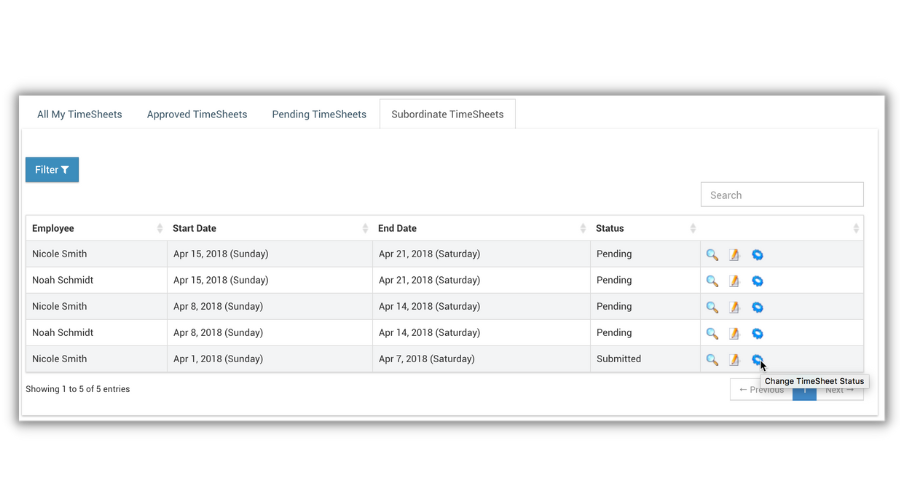 All My TimeSheets Approved TimeSheets Pending TimeSheets Subordinate TimeSheets
Filter
Search
Employee Start Date End Date Status
Nicole Smith Apr 15, 2018 (Sunday) Apr 21, 2018 (Saturday) Pending
Noah Schmidt Apr 15, 2018 (Sunday) Apr 21, 2018 (Saturday) Pending
Nicole Smith Apr 8, 2018 (Sunday) Apr 14, 2018 (Saturday) Pending
Noah Schmidt Apr 8, 2018 (Sunday) Apr 14, 2018 (Saturday) Pending
Nicole Smith Apr 1, 2018 (Sunday) Apr 7, 2018 (Saturday) Submitted
Change TimeSheet Status
Showing 1 to 5 of 5 entries ← Previous 1 Next →